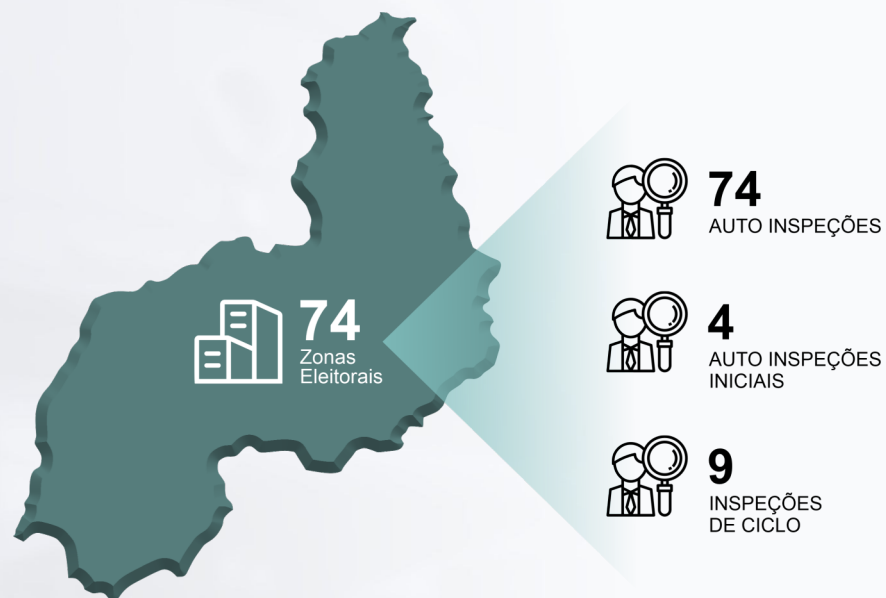 74
Zonas
Eleitorais
74
AUTO INSPEÇÕES
4
AUTO INSPEÇÕES
INICIAIS
9
INSPEÇÕES
DE CICLO